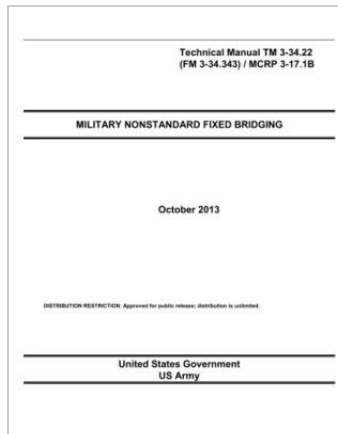 Technical Manual TM 3-34.22
(FM 3-34.343) / MCRP 3-17.1B
MILITARY NONSTANDARD FIXED BRIDGING
October 2013
DISTRIBUTION RESTRICTION: Approved for public release; distribution is unlimited.
United States Government
US Army